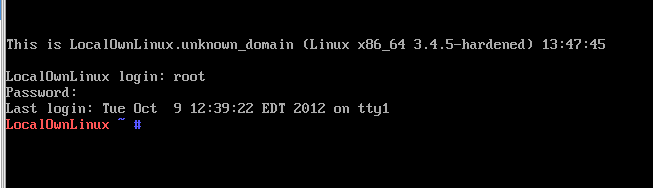 This is LocalOwnLinux.unknown_domain (Linux x86_64 3.4.5-hardened) 13:47:45
LocalOwnLinux login: root
Password:
Last login: Tue Oct  9 12:39:22 EDT 2012 on tty1
LocalOwnLinux ~ #